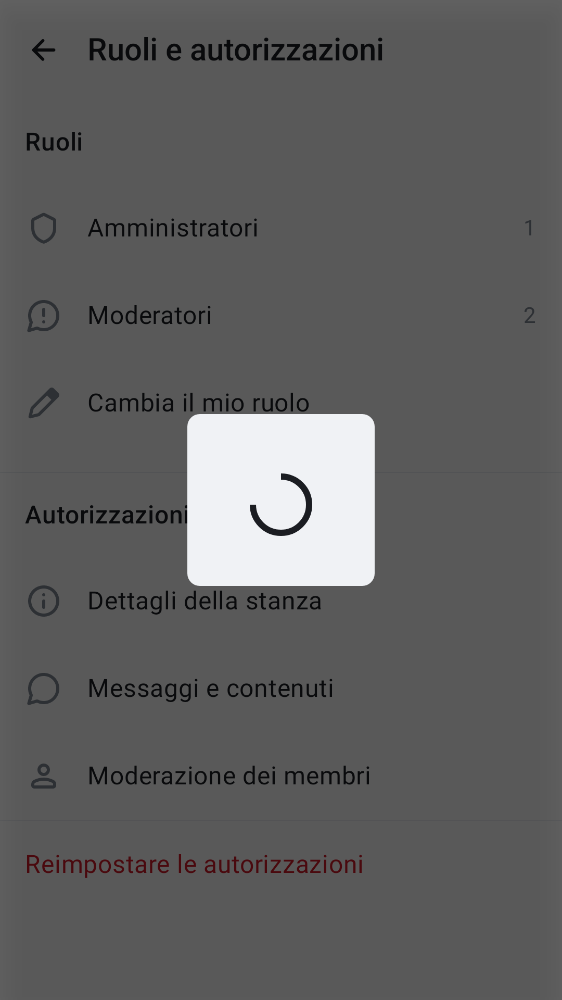 Ruoli e autorizzazioni
Ruoli
Amministratori 1
Moderatori 2
Cambia il mio ruolo
Autorizzazioni
Dettagli della stanza
Messaggi e contenuti
Moderazione dei membri
Reimpostare le autorizzazioni